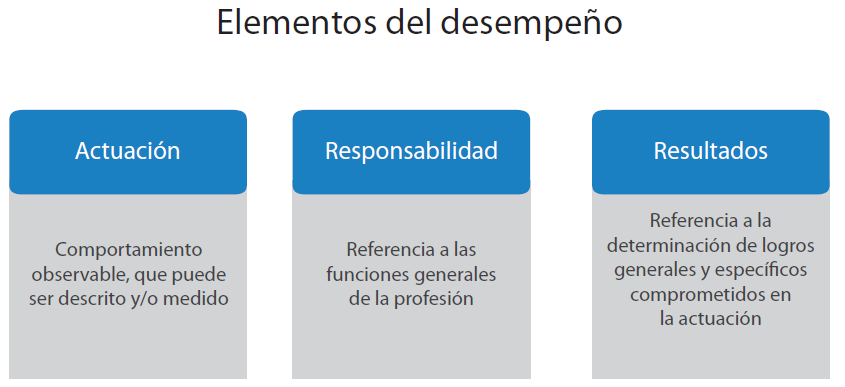 Elementos del desempeño
Actuación
Comportamiento
observable, que puede
ser descrito y/o medido
Responsabilidad
Referencia a las
funciones generales
de la profesión
Resultados
Referencia a la
determinación de logros
generales y específicos
comprometidos en
la actuación